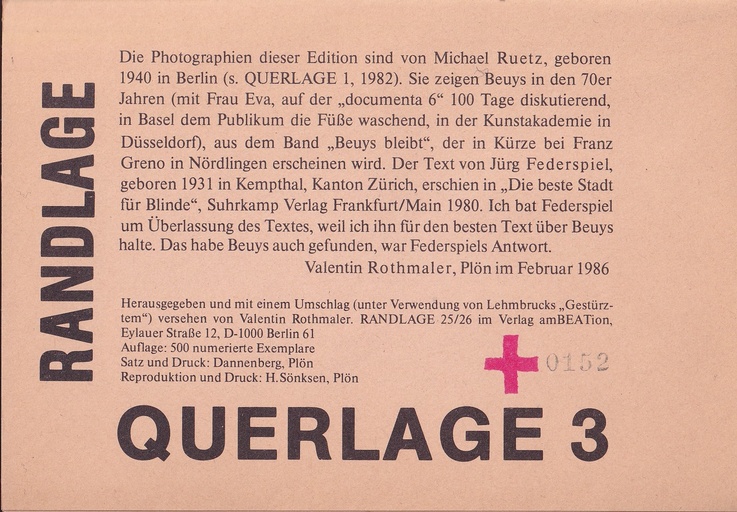 RANDLAGE
Die Photographien dieser Edition sind von Michael Ruetz, geboren
1940 in Berlin (s. QUERLAGE 1, 1982). Sie zeigen Beuys in den 70er
Jahren (mit Frau Eva, auf der „documenta 6“ 100 Tage diskutierend,
in Basel dem Publikum die Füße waschend, in der Kunstakademie in
Düsseldorf), aus dem Band „Beuys bleibt“, der in Kürze bei Franz
Greno in Nördlingen erscheinen wird. Der Text von Jürg Federspiel,
geboren 1931 in Kempthal, Kanton Zürich, erschien in „Die beste Stadt
für Blinde“, Suhrkamp Verlag Frankfurt/Main 1980. Ich bat Federspiel
um Überlassung des Textes, weil ich ihn für den besten Text über Beuys
halte. Das habe Beuys auch gefunden, war Federspiels Antwort.
Valentin Rothmaler, Plön im Februar 1986
Herausgegeben und mit einem Umschlag (unter Verwendung von Lehmbrucks „Gestürz-
tem“) versehen von Valentin Rothmaler. RANDLAGE 25/26 im Verlag amBEATion,
Eylauer Straße 12, D-1000 Berlin 61
Auflage: 500 numerierte Exemplare
Satz und Druck: Dannenberg, Plön
Reproduktion und Druck: H. Sönksen, Plön
0152
QUERLAGE 3